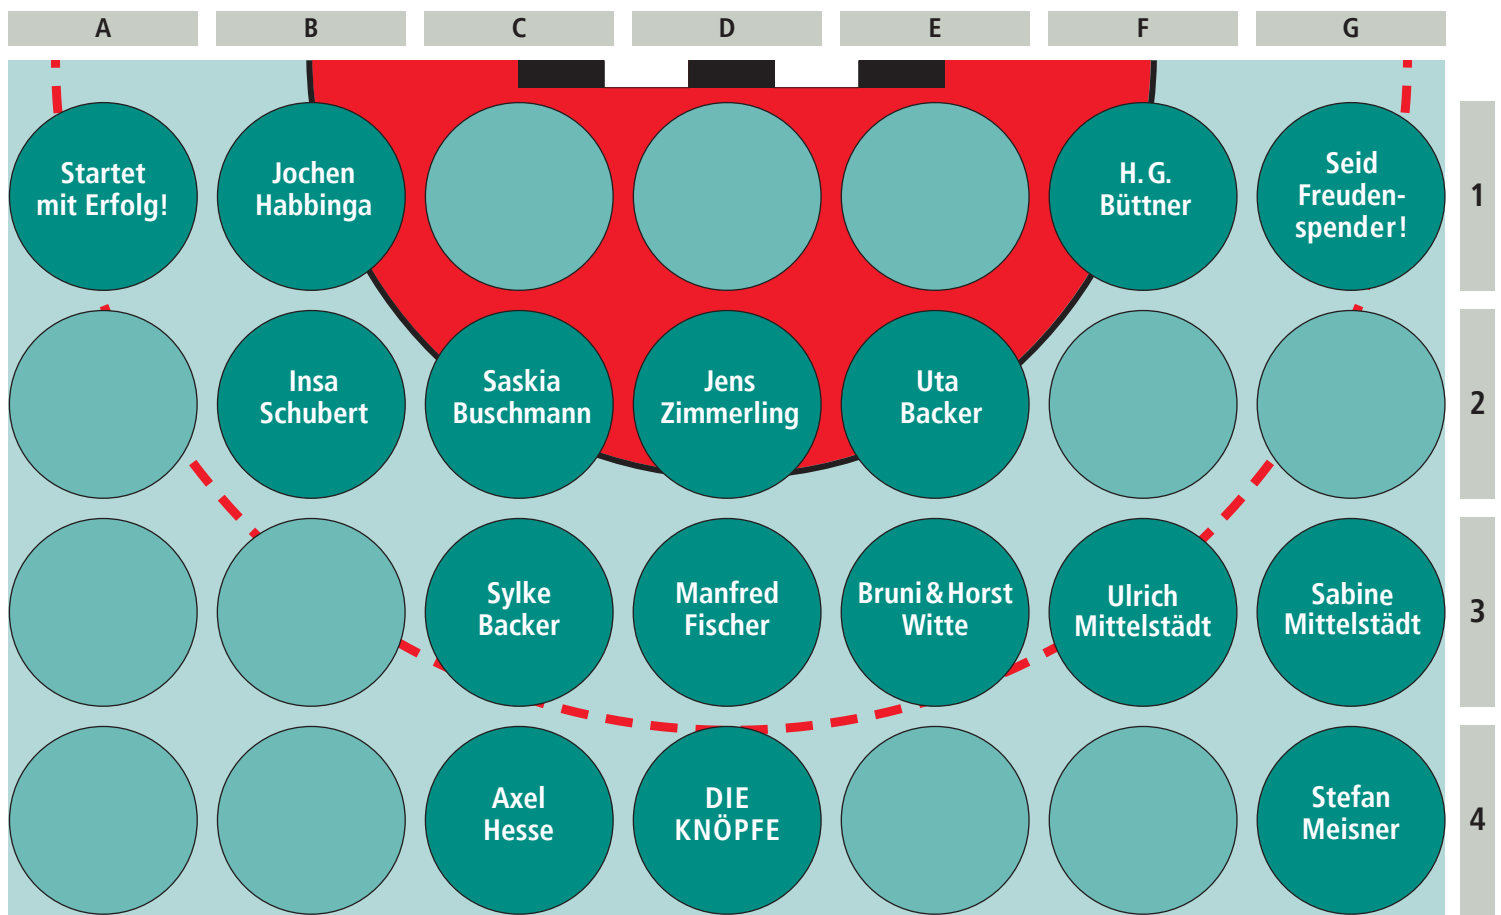 A B C D E F G
Startet
mit Erfolg!
Jochen
Habbinga
H. G.
Büttner
Seid
Freuden-
spender!
1
Insa
Schubert
Saskia
Buschmann
Jens
Zimmerling
Uta
Backer
2
Sylke
Backer
Manfred
Fischer
Bruni & Horst
Witte
Ulrich
Mittelstädt
Sabine
Mittelstädt
3
Axel
Hesse
DIE
KNÖPFE
Stefan
Meisner
4